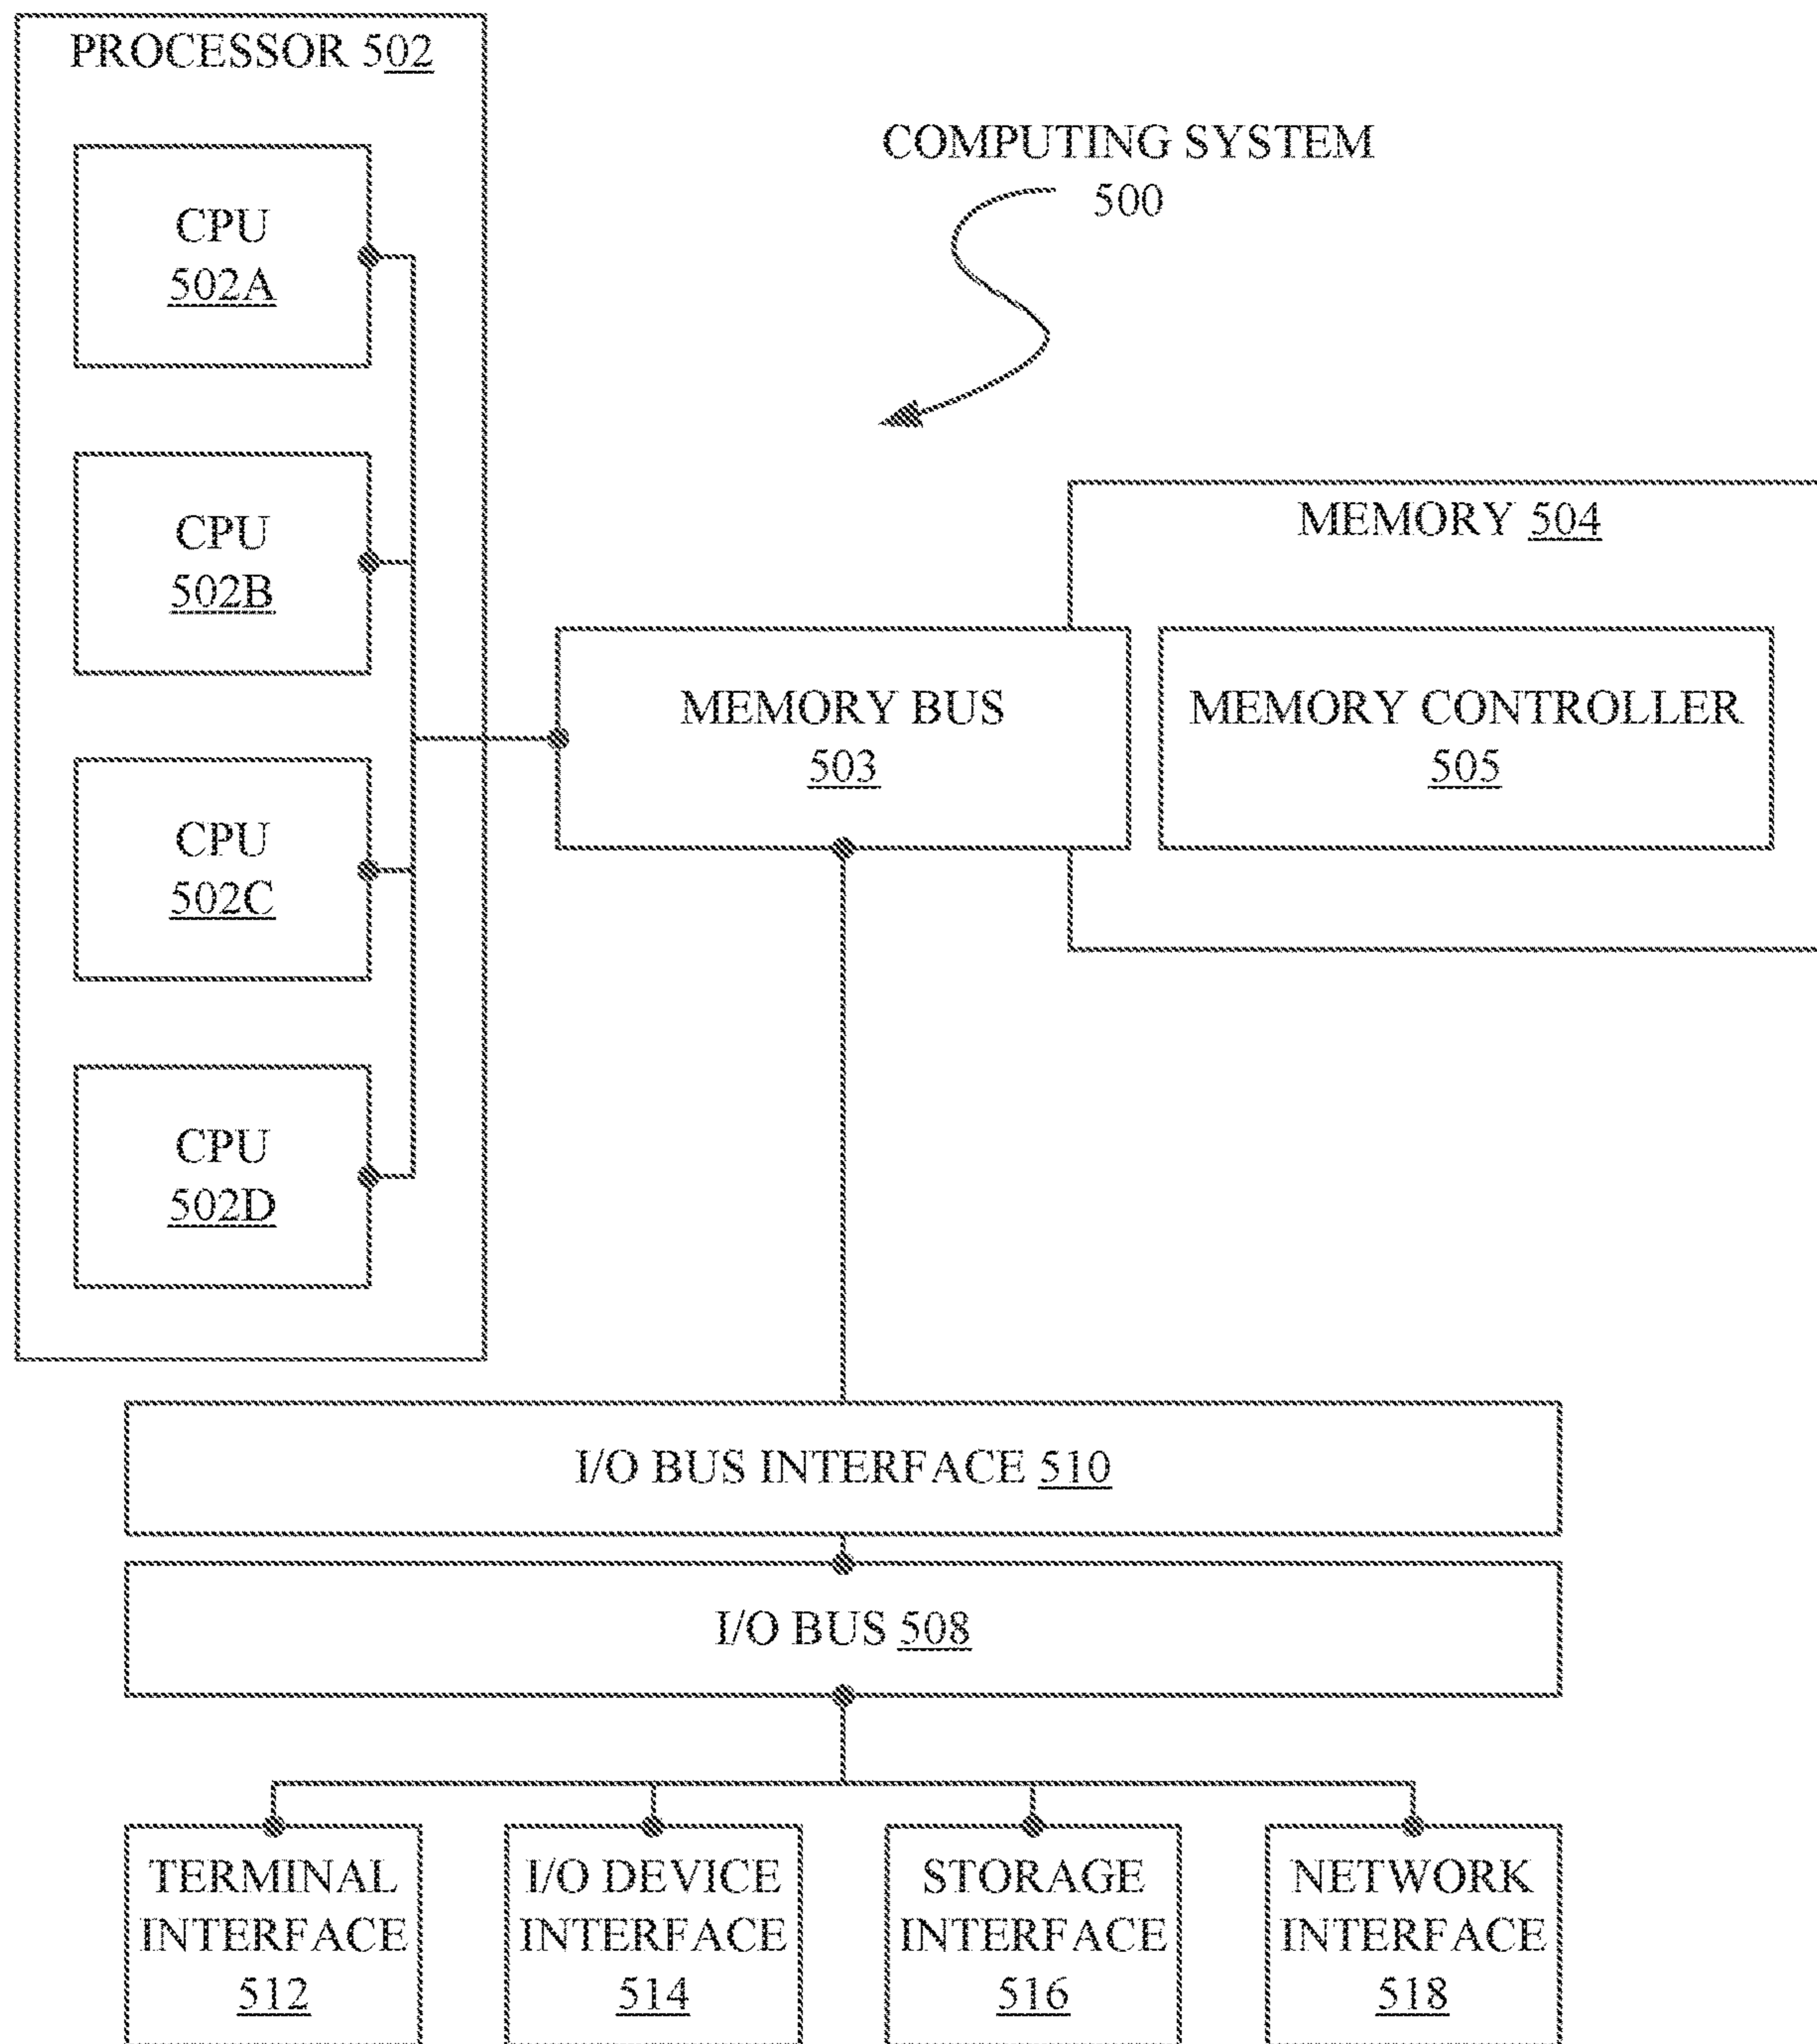 PROCESSOR 502
CPU
502A
CPU
502B
CPU
502C
CPU
502D
COMPUTING SYSTEM
500
MEMORY 504
MEMORY BUS
503
MEMORY CONTROLLER
505
I/O BUS INTERFACE 510
I/O BUS 508
TERMINAL
INTERFACE
512
I/O DEVICE
INTERFACE
514
STORAGE
INTERFACE
516
NETWORK
INTERFACE
518